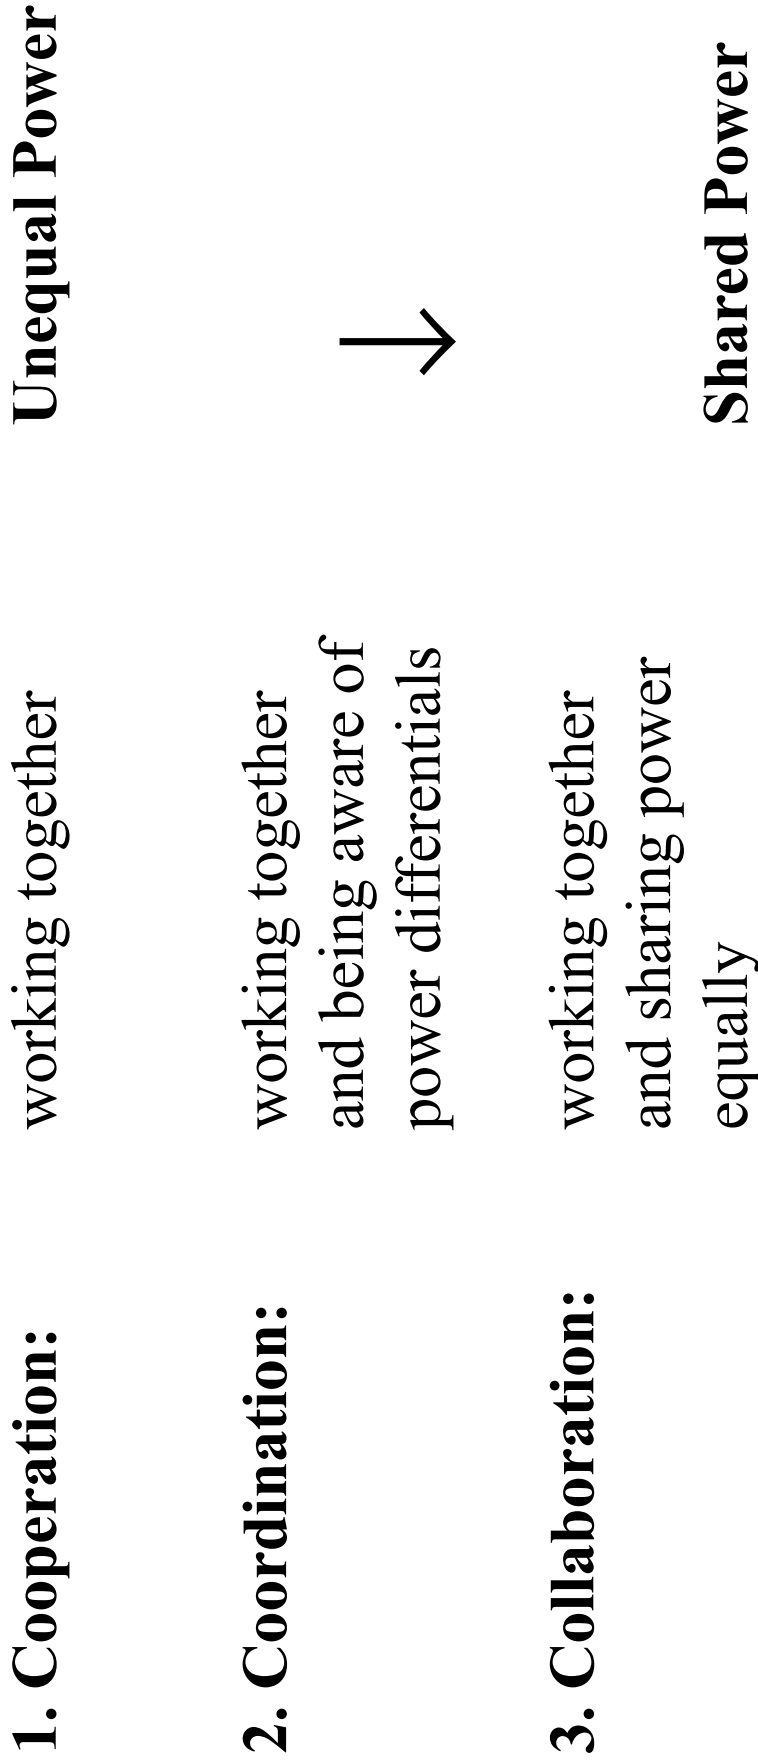 1. Cooperation: working together Unequal Power
2. Coordination: working together
and being aware of
power differentials
→
3. Collaboration: working together
and sharing power
equally Shared Power